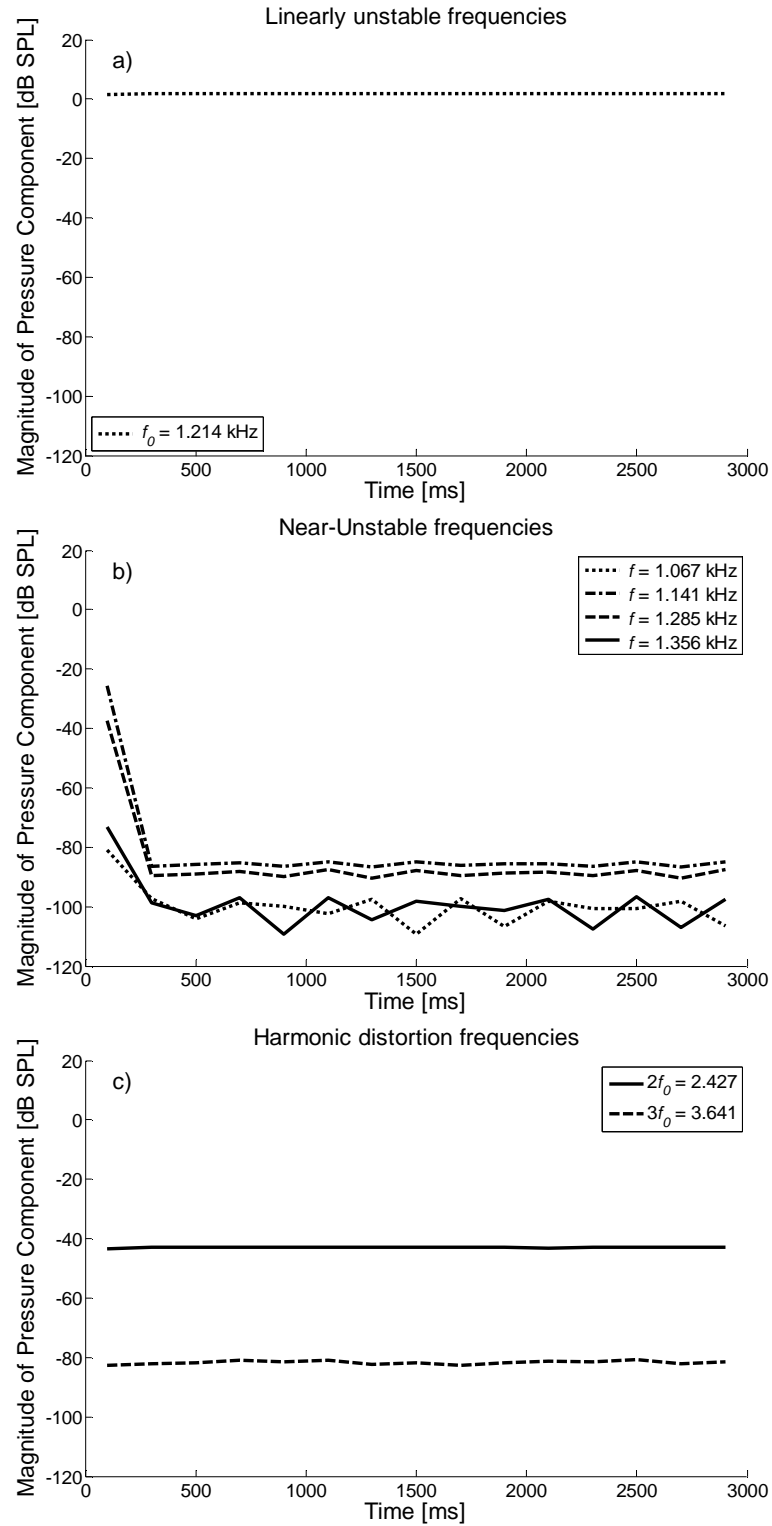 Linearly unstable frequencies
a)
Magnitude of Pressure Component [dB SPL]
20
0
-20
-40
-60
-80
-100
-120
f0 = 1.214 kHz
0 500 1000 1500 2000 2500 3000
Time [ms]
Near-Unstable frequencies
b)
Magnitude of Pressure Component [dB SPL]
20
0
-20
-40
-60
-80
-100
-120
f = 1.067 kHz
f = 1.141 kHz
f = 1.285 kHz
f = 1.356 kHz
0 500 1000 1500 2000 2500 3000
Time [ms]
Harmonic distortion frequencies
c)
Magnitude of Pressure Component [dB SPL]
20
0
-20
-40
-60
-80
-100
-120
2f0 = 2.427
3f0 = 3.641
0 500 1000 1500 2000 2500 3000
Time [ms]